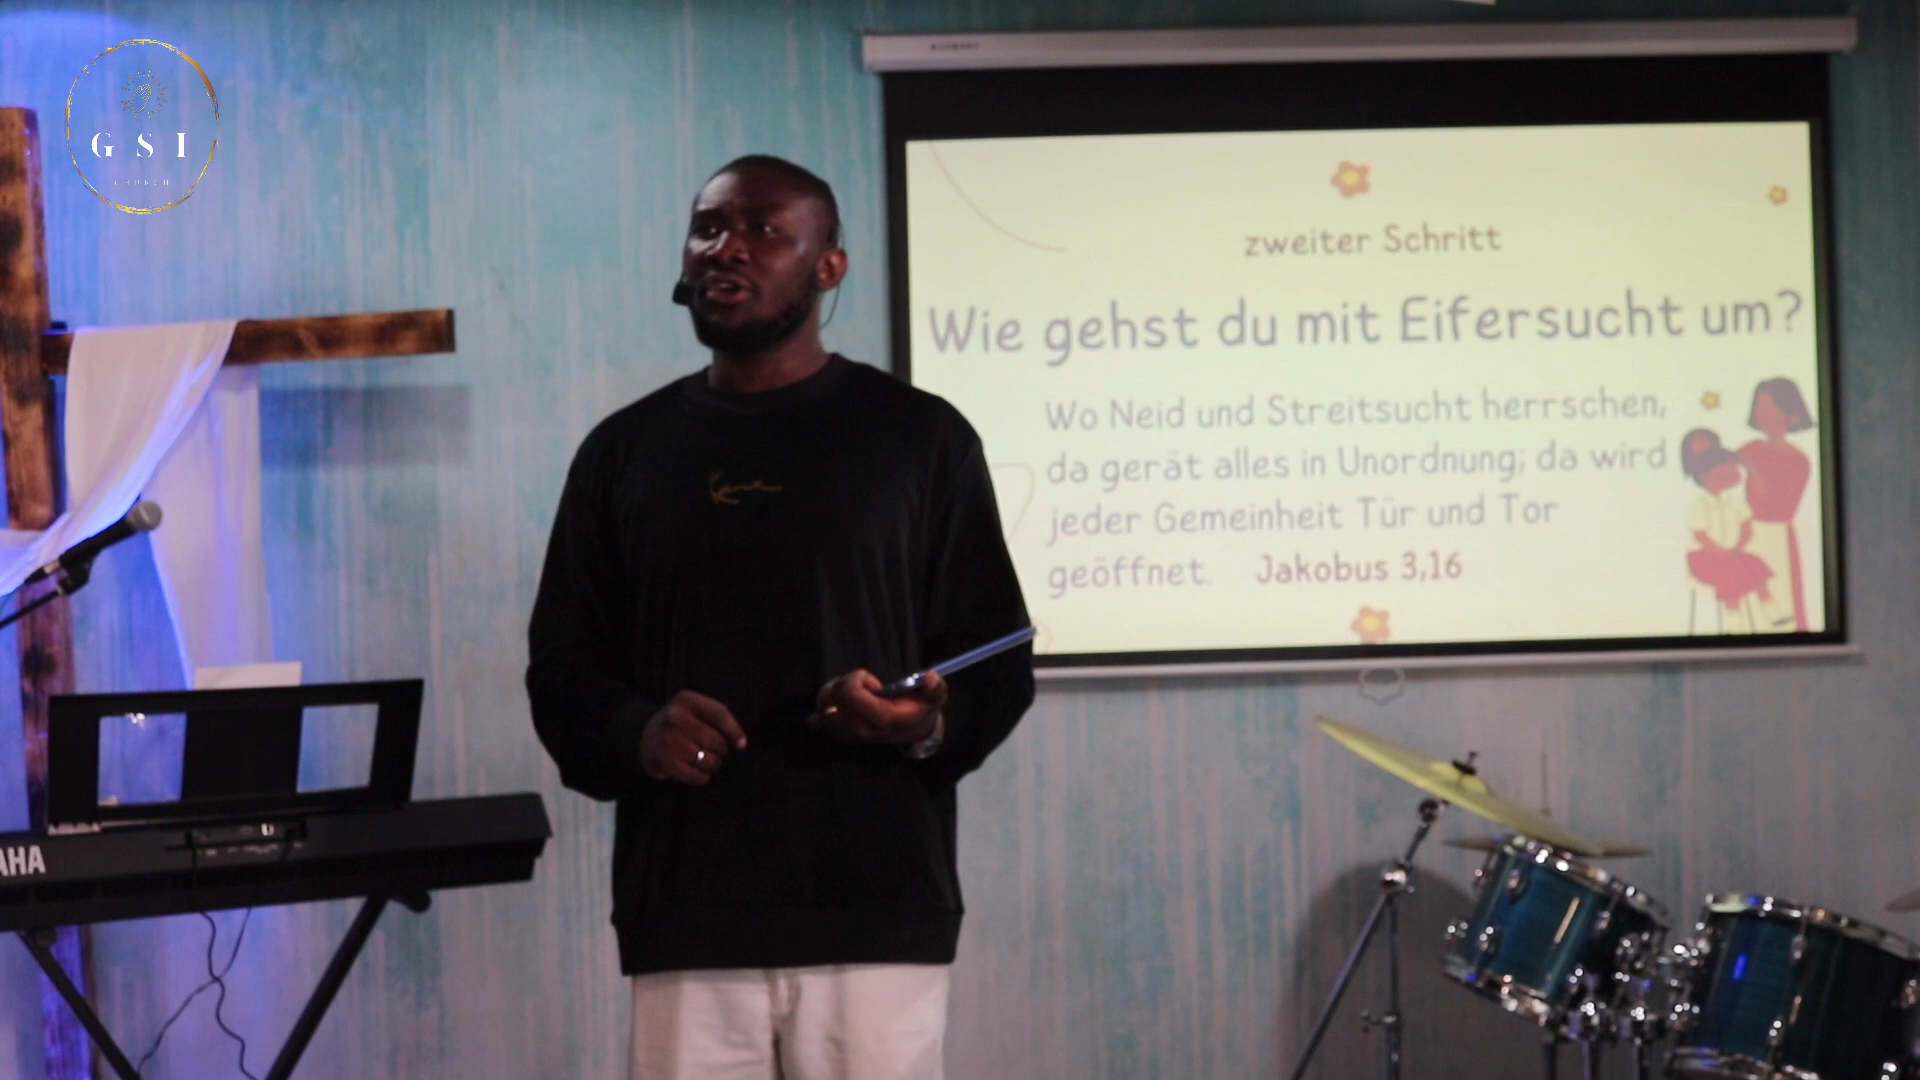 G S I
CHURCH
zweiter Schritt
Wie gehst du mit Eifersucht um?
Wo Neid und Streitsucht herrschen,
da gerät alles in Unordnung; da wird
jeder Gemeinheit Tür und Tor
geöffnet. Jakobus 3,16
AHA